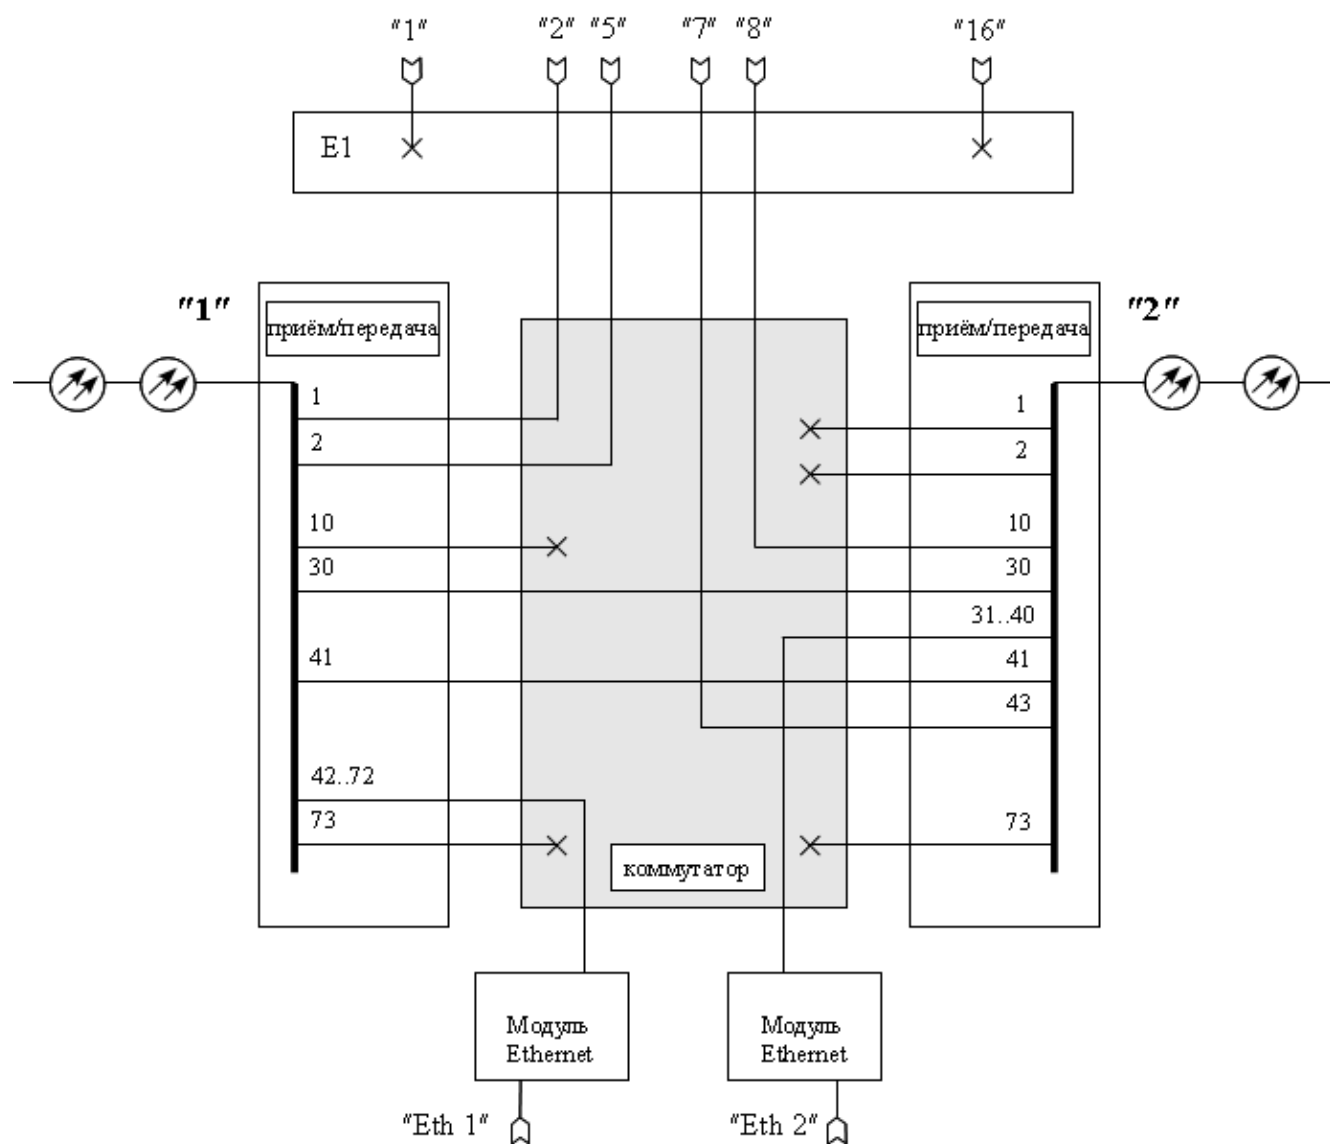 "1" "2" "5" "7" "8" "16"
E1
"1" "2"
приём/передача приём/передача
1 1
2 2
10 10
30 30
31..40
41 41
43
42..72
73 73
коммутатор
Модуль Модуль
Ethernet Ethernet
"Eth 1" "Eth 2"